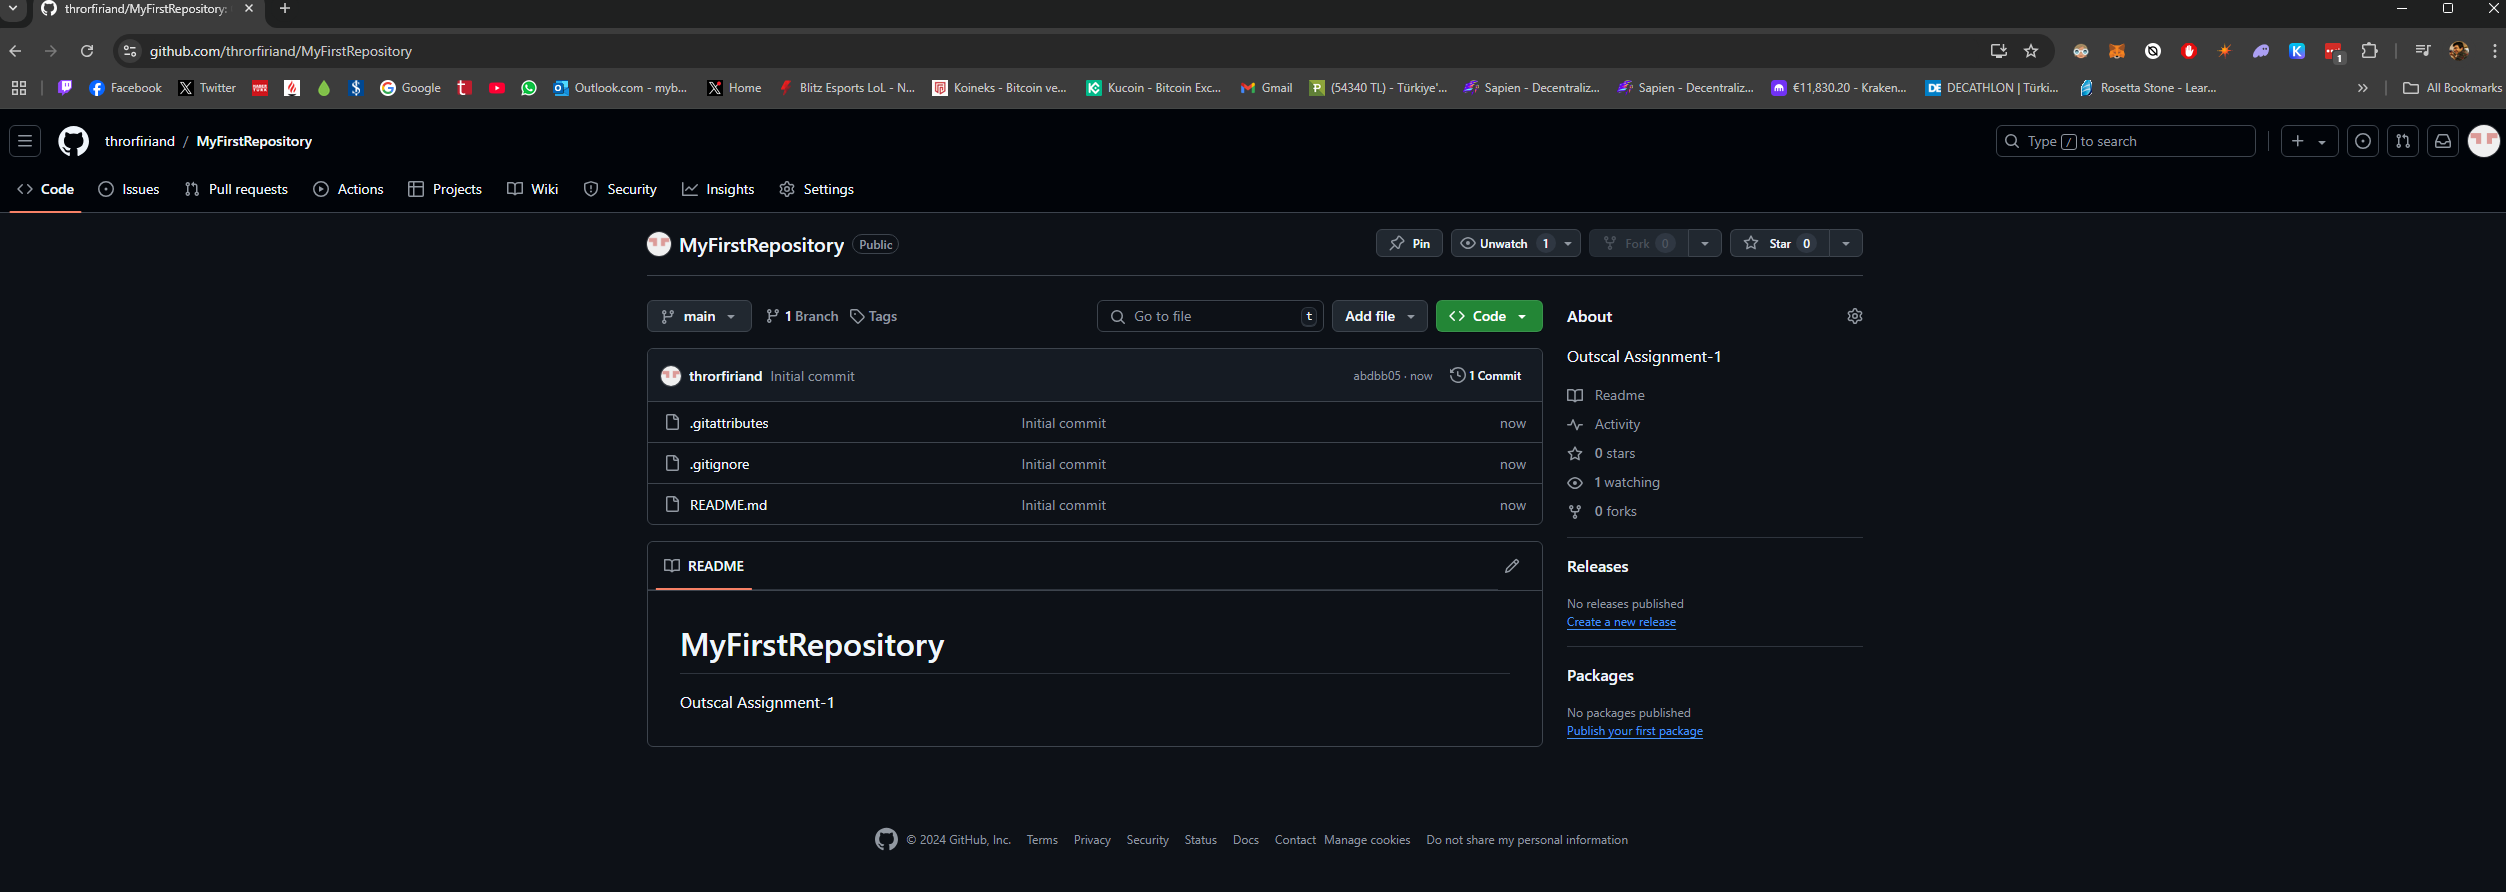 throrfiriand/MyFirstRepository:
github.com/throrfiriand/MyFirstRepository
1
Facebook Twitter Google Outlook.com - myb... Home Blitz Esports LoL - N... Koineks - Bitcoin ve... Kucoin - Bitcoin Exc... Gmail (54340 TL) - Türkiye'... Sapien - Decentraliz... Sapien - Decentraliz... €11,830.20 - Kraken... DECATHLON | Türki... Rosetta Stone - Lear... All Bookmarks
throrfiriand / MyFirstRepository Type / to search
Code Issues Pull requests Actions Projects Wiki Security Insights Settings
MyFirstRepository Public Pin Unwatch 1 Fork 0 Star 0
main 1 Branch Tags Go to file t Add file Code About
Outscal Assignment-1
throrfiriand Initial commit abdbb05 · now 1 Commit
Readme
.gitattributes Initial commit now
Activity
0 stars
.gitignore Initial commit now
1 watching
README.md Initial commit now
0 forks
README Releases
No releases published
Create a new release
MyFirstRepository
Packages
Outscal Assignment-1
No packages published
Publish your first package
© 2024 GitHub, Inc. Terms Privacy Security Status Docs Contact Manage cookies Do not share my personal information